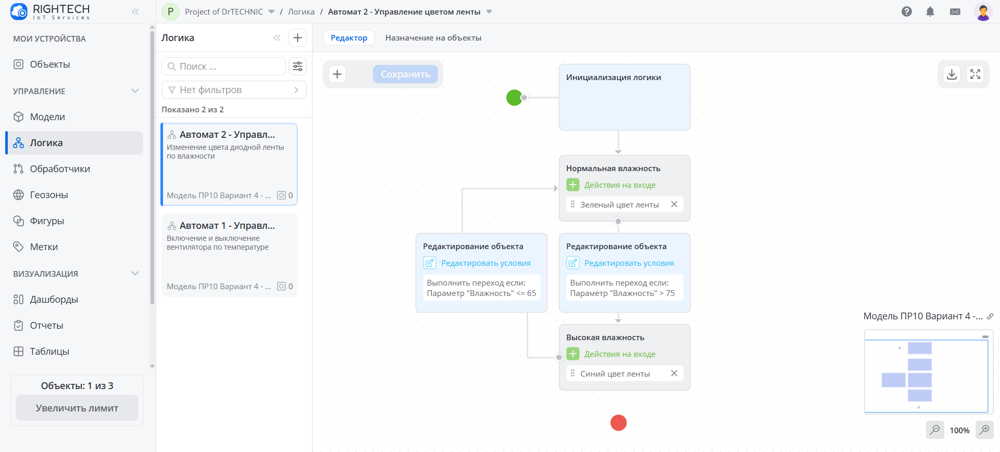 RIGHTECH
IoT Services
МОИ УСТРОЙСТВА
Объекты
УПРАВЛЕНИЕ
Модели
Логика
Обработчики
Геозоны
Фигуры
Метки
ВИЗУАЛИЗАЦИЯ
Дашборды
Отчеты
Таблицы
Объекты: 1 из 3
Увеличить лимит
P Project of DrTECHNIC / Логика / Автомат 2 - Управление цветом ленты
Логика
Поиск ...
Нет фильтров
Показано 2 из 2
Автомат 2 - Управл...
Изменение цвета диодной ленты
по влажности
Модель ПР10 Вариант 4 - ... 0
Автомат 1 - Управл...
Включение и выключение
вентилятора по температуре
Модель ПР10 Вариант 4 - ... 0
Редактор Назначение на объекты
Сохранить
Инициализация логики
Нормальная влажность
Действия на входе
Зеленый цвет ленты
Редактирование объекта
Редактировать условия
Выполнить переход если:
Параметр "Влажность" <= 65
Редактирование объекта
Редактировать условия
Выполнить переход если:
Параметр "Влажность" > 75
Высокая влажность
Действия на входе
Синий цвет ленты
Модель ПР10 Вариант 4 -...
100%